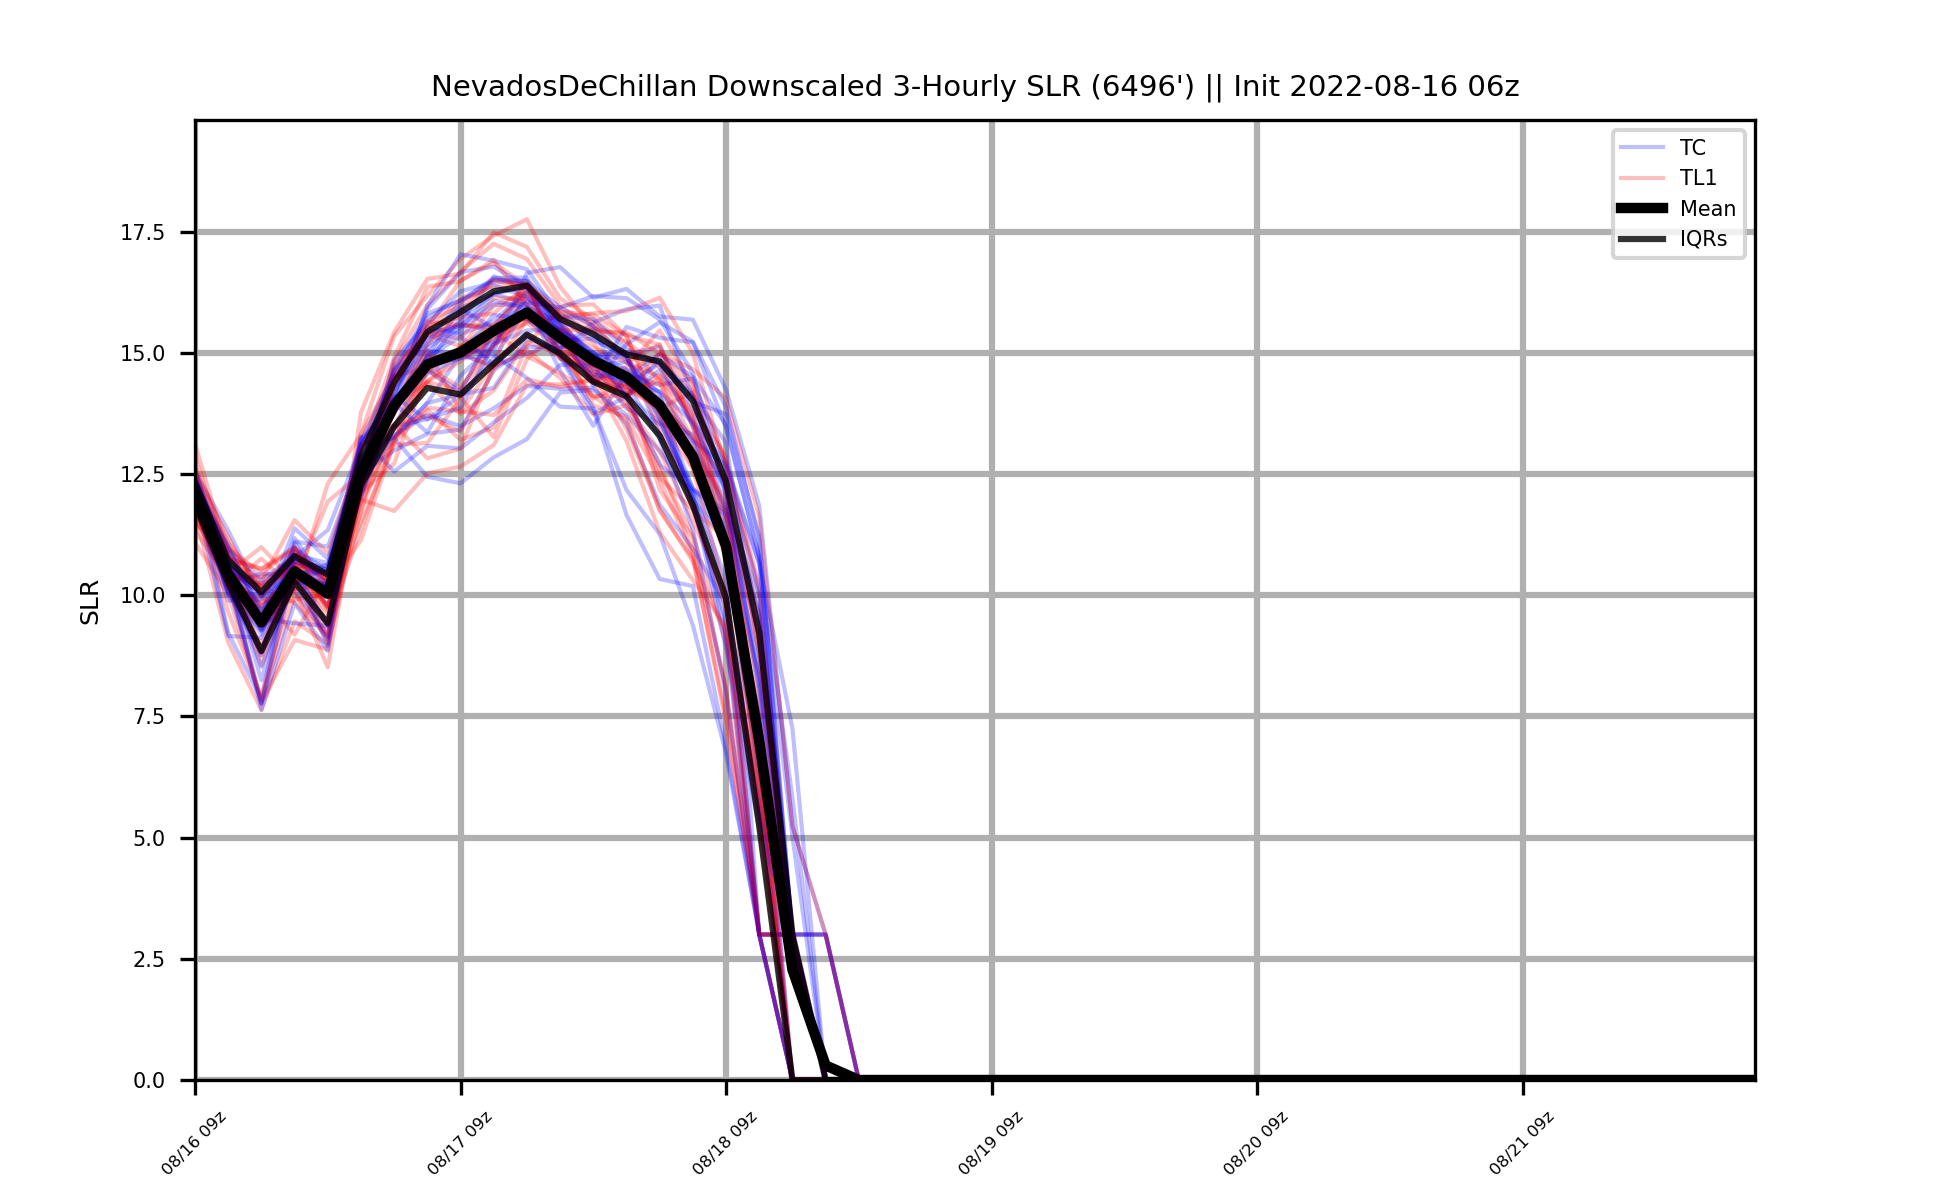 NevadosDeChillan Downscaled 3-Hourly SLR (6496') || Init 2022-08-16 06z
TC
TL1
Mean
IQRs
SLR
17.5
15.0
12.5
10.0
7.5
5.0
2.5
0.0
08/16 09z
08/17 09z
08/18 09z
08/19 09z
08/20 09z
08/21 09z